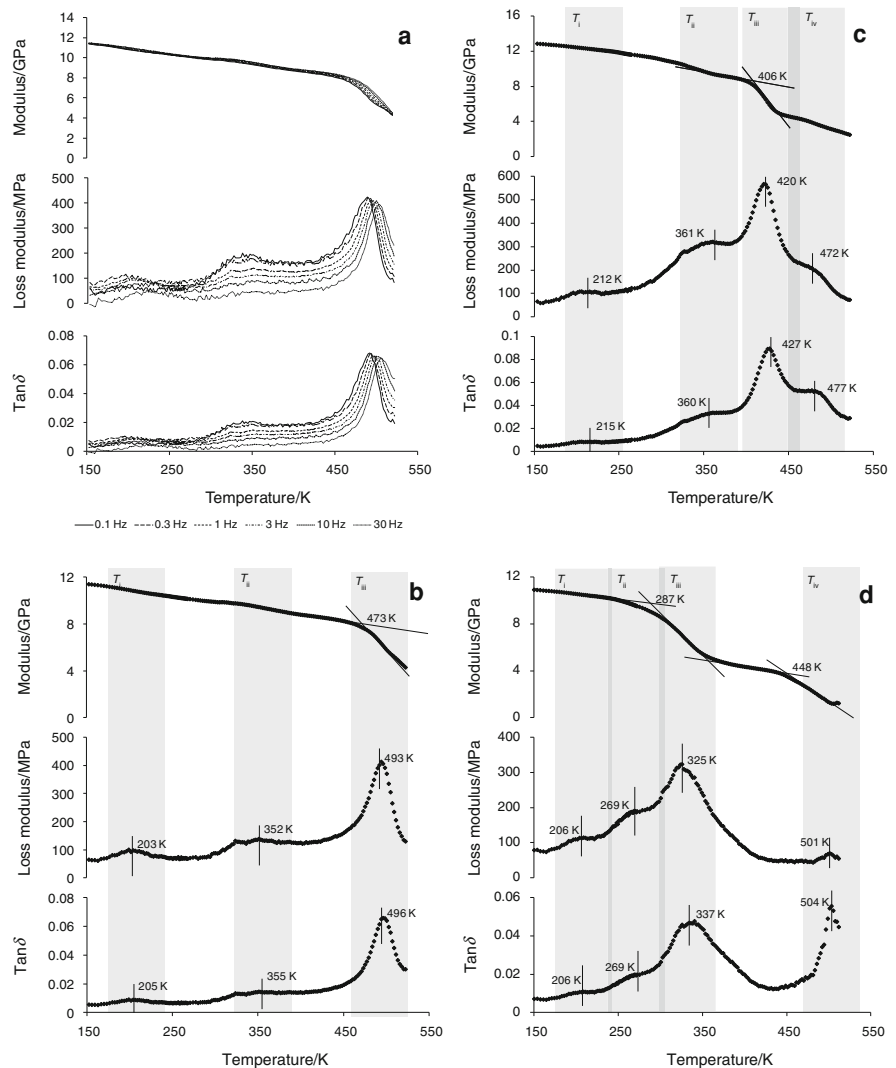 a
Modulus/GPa
14
12
10
8
6
4
2
0
Loss modulus/MPa
500
400
300
200
100
0
Tanδ
0.08
0.06
0.04
0.02
0
150 250 350 450 550
Temperature/K
0.1 Hz 0.3 Hz 1 Hz 3 Hz 10 Hz 30 Hz
c
Ti Tii Tiii Tiv
Modulus/GPa
16
12
8
4
0
406 K
Loss modulus/MPa
600
500
400
300
200
100
0
212 K
361 K
420 K
472 K
Tanδ
0.1
0.08
0.06
0.04
0.02
0
215 K
360 K
427 K
477 K
150 250 350 450 550
Temperature/K
b
Ti Tii Tiii
Modulus/GPa
12
8
4
0
473 K
Loss modulus/MPa
500
400
300
200
100
0
203 K
352 K
493 K
Tanδ
0.08
0.06
0.04
0.02
0
205 K
355 K
496 K
150 250 350 450 550
Temperature/K
d
Ti Tii Tiii Tiv
Modulus/GPa
12
8
4
0
287 K
448 K
Loss modulus/MPa
400
300
200
100
0
206 K
269 K
325 K
501 K
Tanδ
0.06
0.04
0.02
0
206 K
269 K
337 K
504 K
150 250 350 450 550
Temperature/K